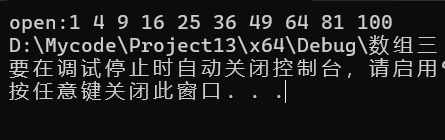 open:1 4 9 16 25 36 49 64 81 100
D:\Mycode\Project13\x64\Debug\数组三
要在调试停止时自动关闭控制台，请启用
按任意键关闭此窗口. . .